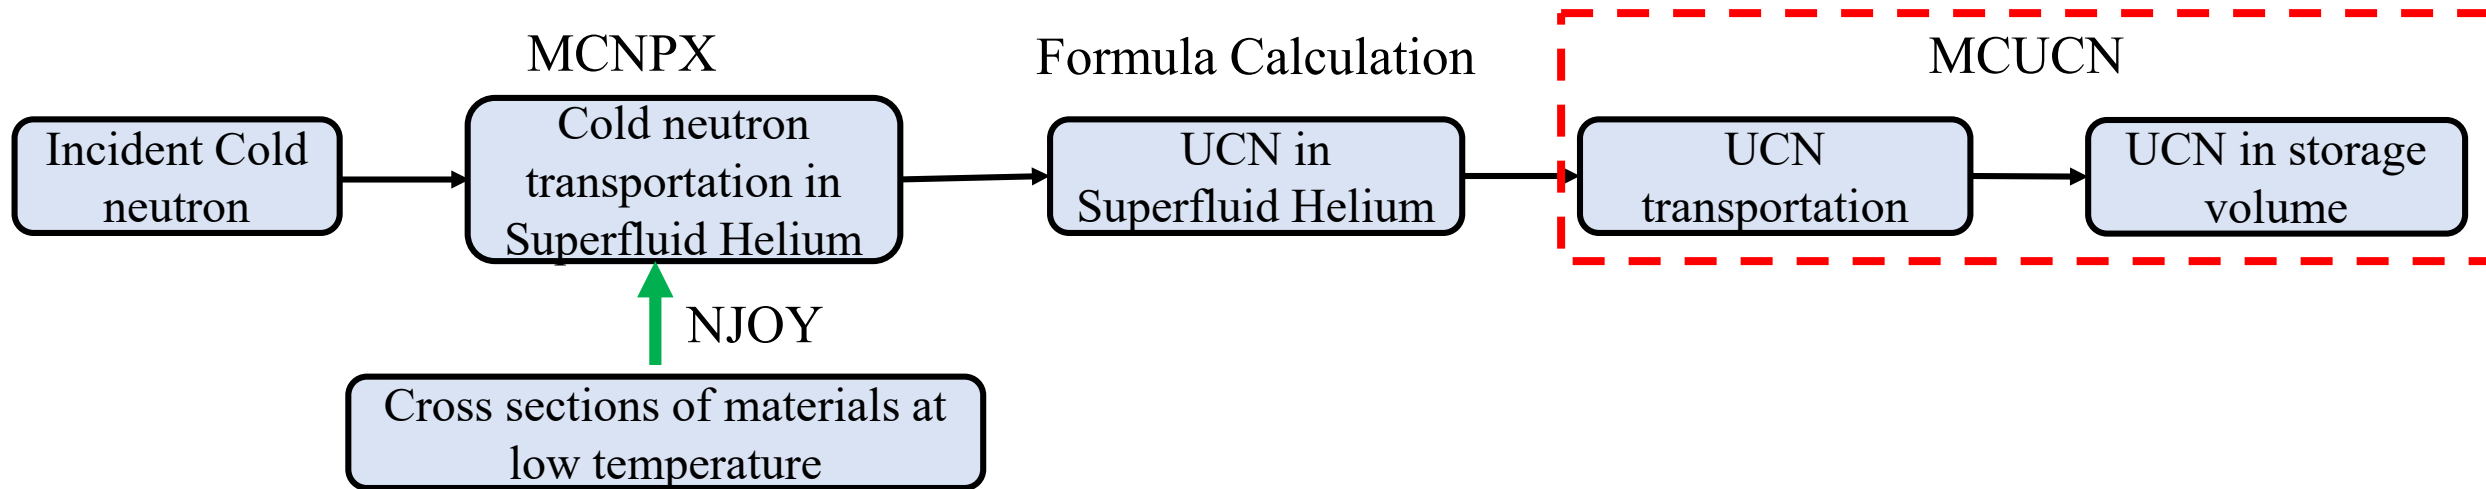 MCNPX
Formula Calculation
MCUCN
Incident Cold
neutron
Cold neutron
transportation in
Superfluid Helium
UCN in
Superfluid Helium
UCN
transportation
UCN in storage
volume
NJOY
Cross sections of materials at
low temperature